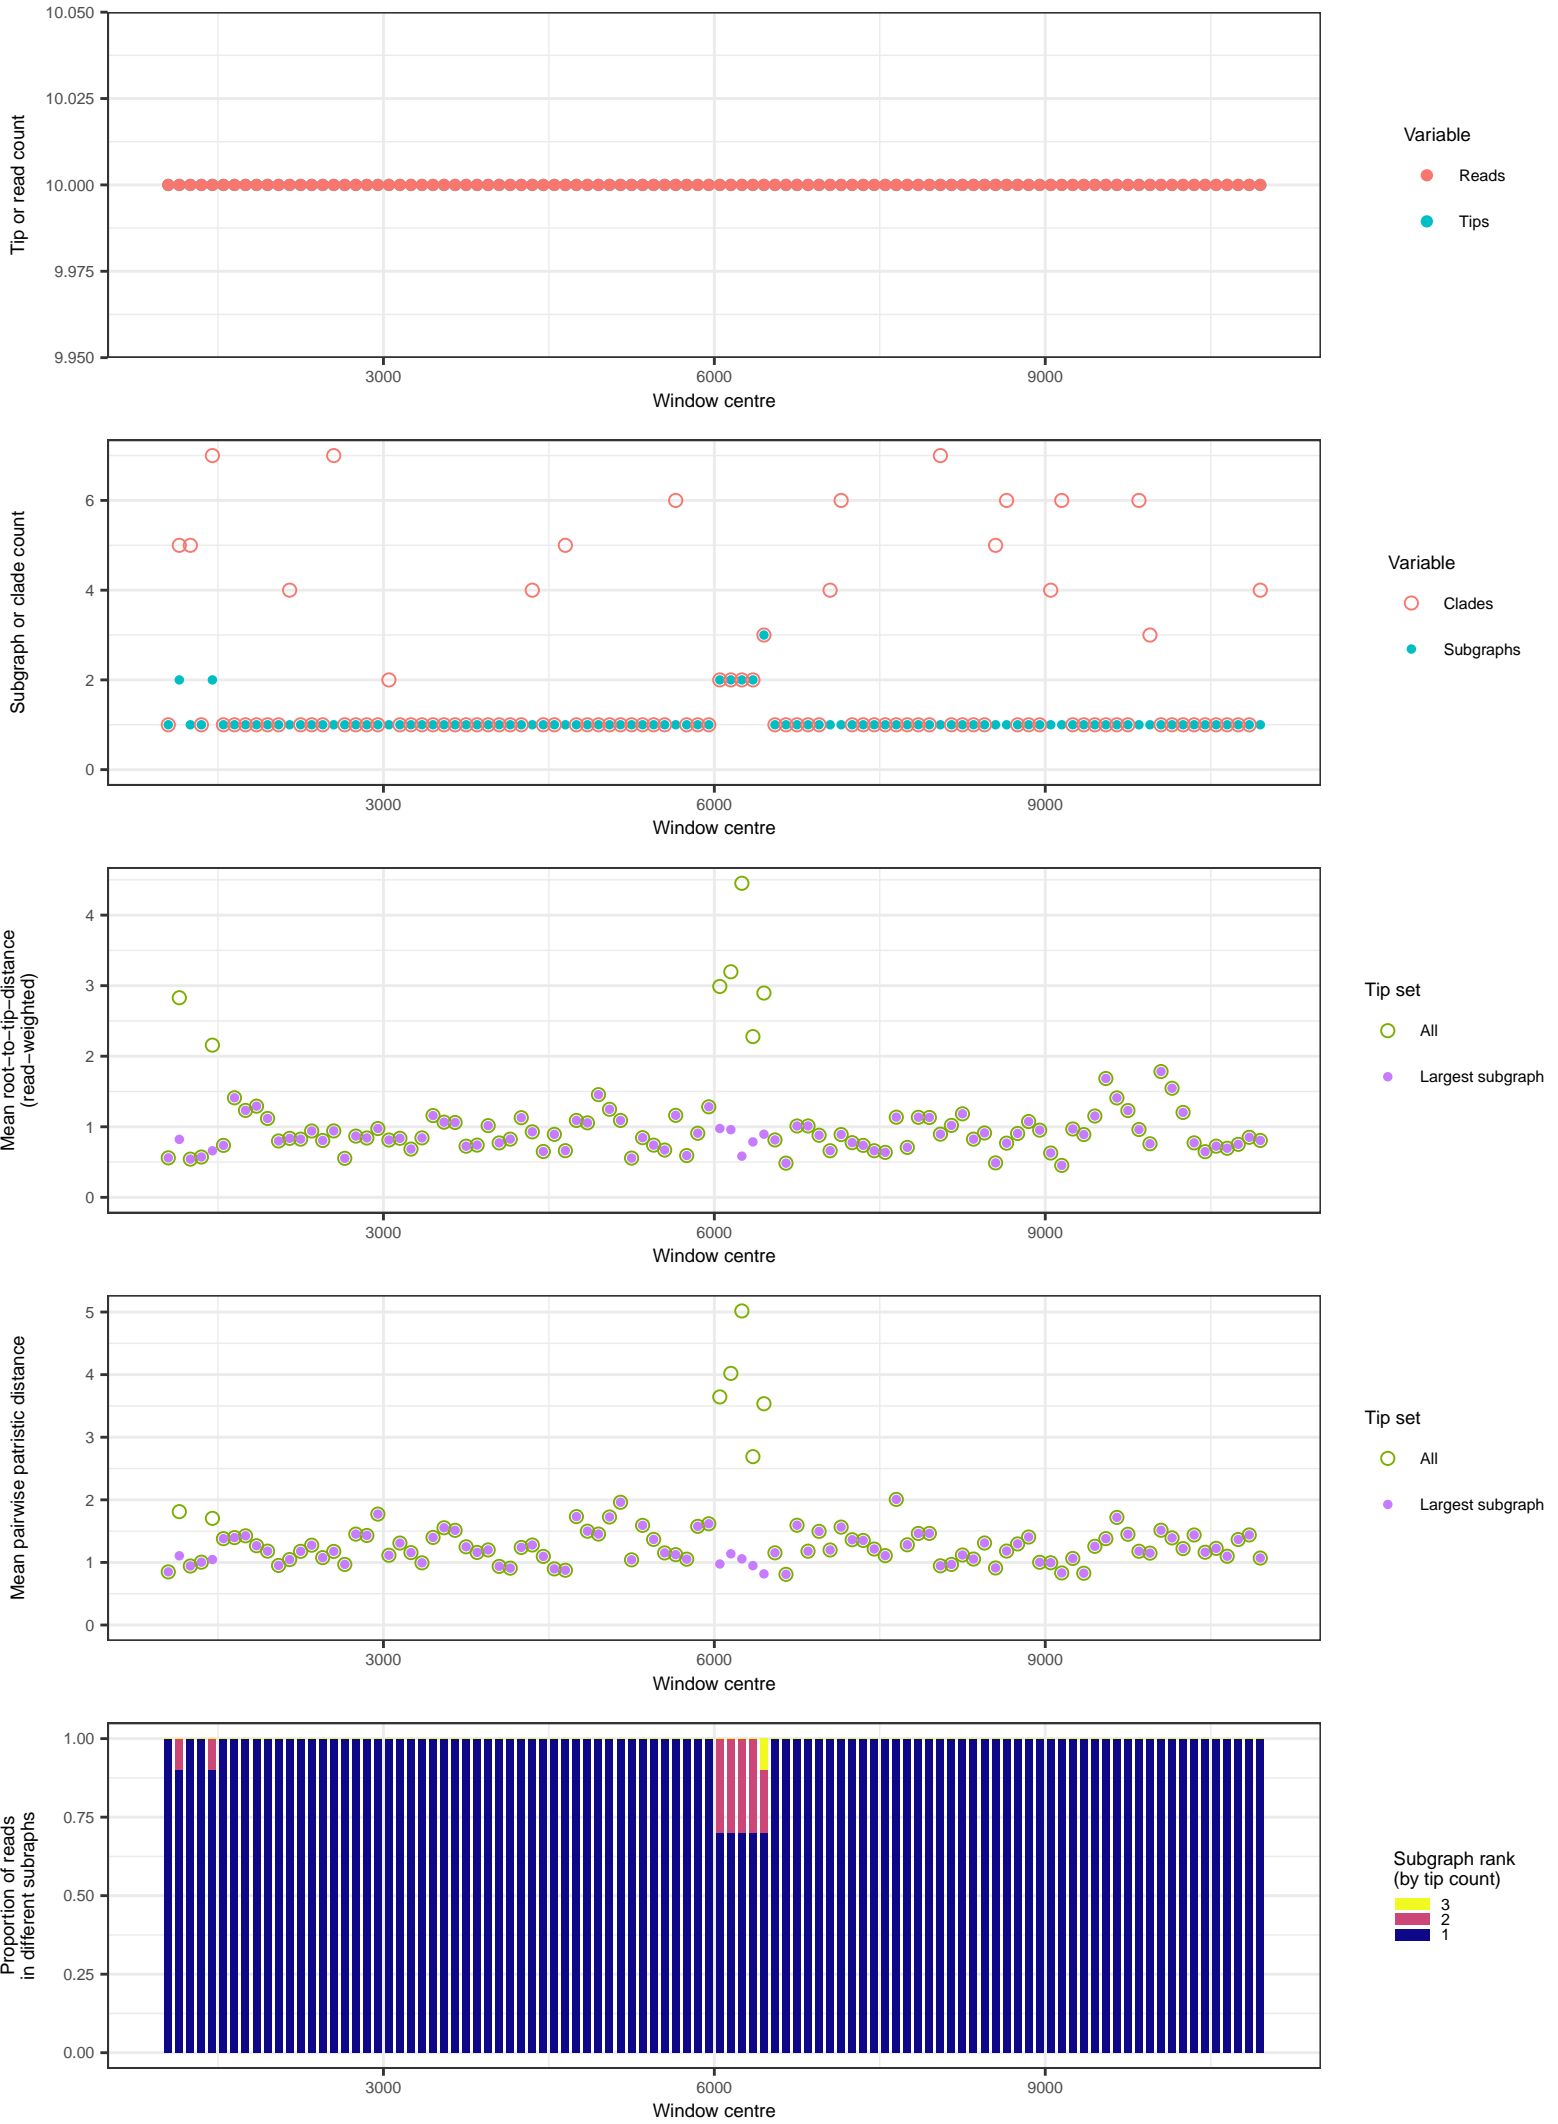 10.050
10.025
10.000
9.975
9.950
Tip or read count
3000
6000
9000
Window centre
Variable
Reads
Tips
6
4
2
0
Subgraph or clade count
3000
6000
9000
Window centre
Variable
Clades
Subgraphs
4
3
2
1
0
Mean root−to−tip−distance
(read−weighted)
3000
6000
9000
Window centre
Tip set
All
Largest subgraph
5
4
3
2
1
0
Mean pairwise patristic distance
3000
6000
9000
Window centre
Tip set
All
Largest subgraph
1.00
0.75
0.50
0.25
0.00
Proportion of reads
in different subraphs
3000
6000
9000
Window centre
Subgraph rank
(by tip count)
3
2
1